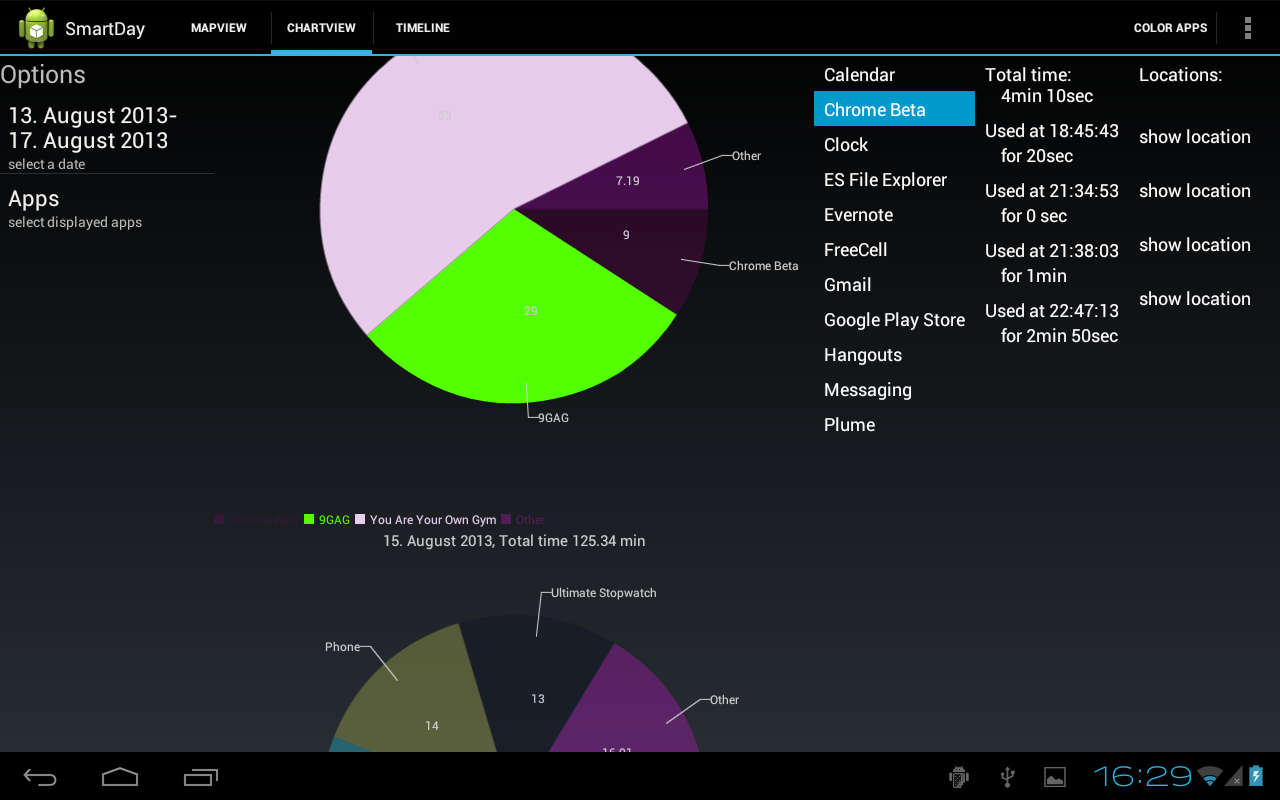 SmartDay
MAPVIEW
CHARTVIEW
TIMELINE
COLOR APPS
Options
13. August 2013-
17. August 2013
select a date
Apps
select displayed apps
53
Other
7.19
9
Chrome Beta
29
9GAG
Chrome Beta
9GAG
You Are Your Own Gym
Other
15. August 2013, Total time 125.34 min
Ultimate Stopwatch
Phone
Other
13
14
16.01
Calendar
Chrome Beta
Clock
ES File Explorer
Evernote
FreeCell
Gmail
Google Play Store
Hangouts
Messaging
Plume
Total time:
4min 10sec
Used at 18:45:43
for 20sec
Used at 21:34:53
for 0 sec
Used at 21:38:03
for 1min
Used at 22:47:13
for 2min 50sec
Locations:
show location
show location
show location
show location
16:29